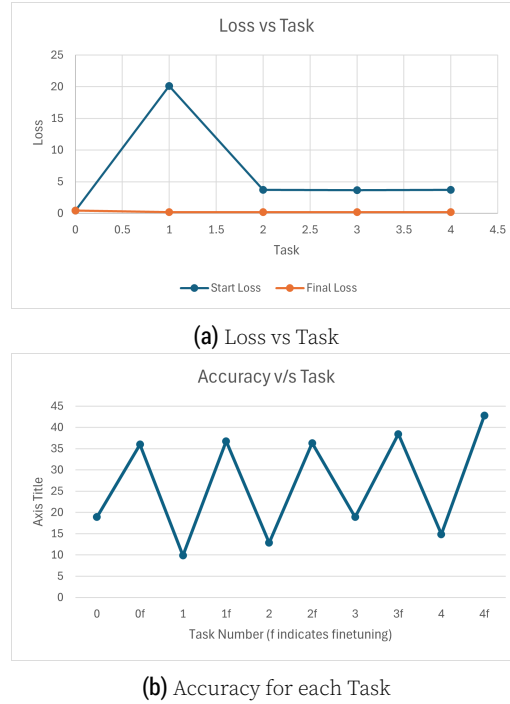 Loss vs Task
25
20
15
10
5
0
Loss
0 0.5 1 1.5 2 2.5 3 3.5 4 4.5
Task
Start Loss Final Loss
(a) Loss vs Task
Accuracy v/s Task
45
40
35
30
25
20
15
10
5
0
Axis Title
0 0f 1 1f 2 2f 3 3f 4 4f
Task Number (f indicates finetuning)
(b) Accuracy for each Task